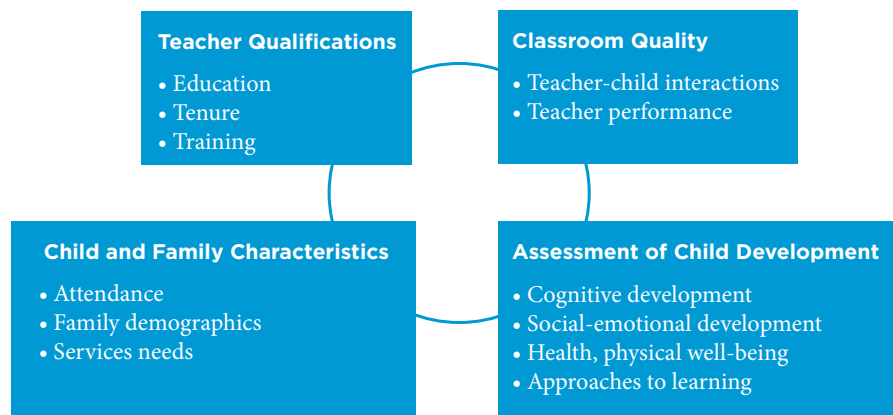 Teacher Qualifications
• Education
• Tenure
• Training
Classroom Quality
• Teacher-child interactions
• Teacher performance
Child and Family Characteristics
• Attendance
• Family demographics
• Services needs
Assessment of Child Development
• Cognitive development
• Social-emotional development
• Health, physical well-being
• Approaches to learning